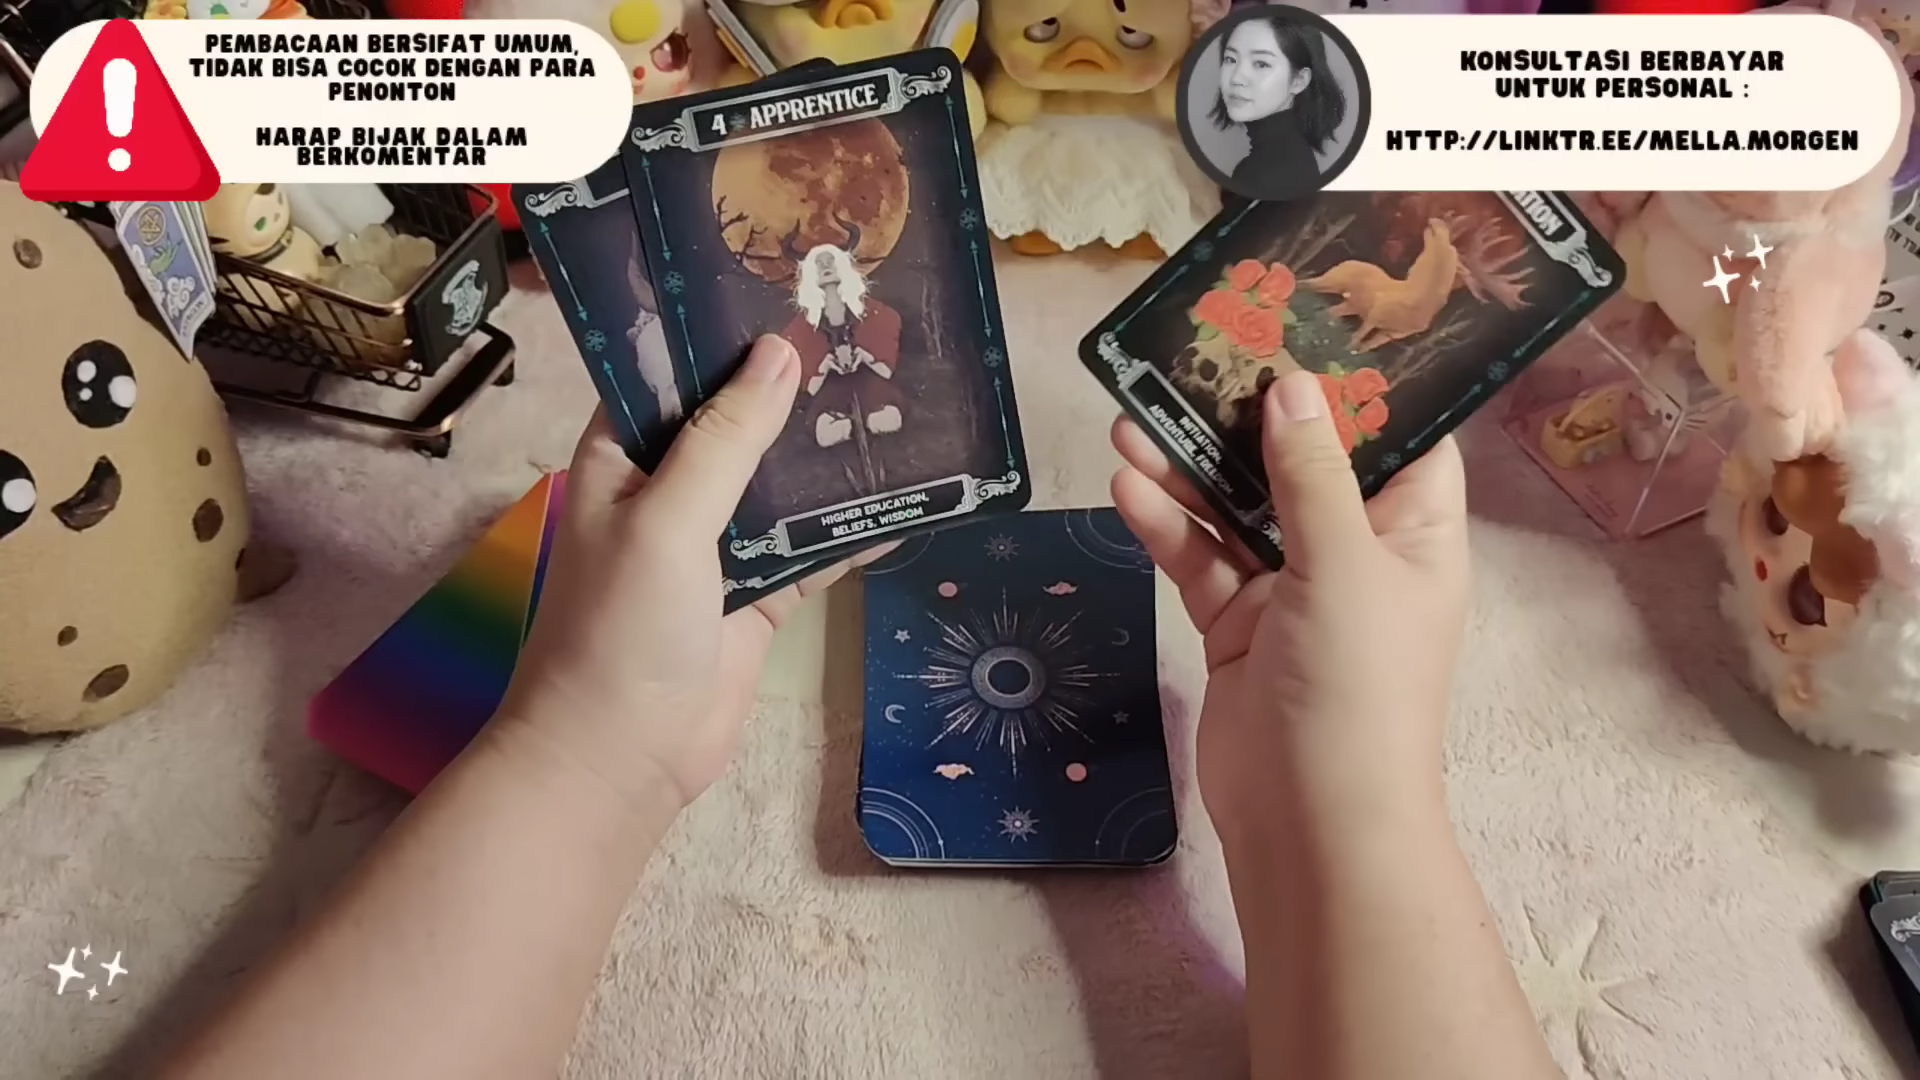 PEMBACAAN BERSIFAT UMUM,
TIDAK BISA COCOK DENGAN PARA
PENONTON
HARAP BIJAK DALAM
BERKOMENTAR
KONSULTASI BERBAYAR
UNTUK PERSONAL :
HTTP://LINKTR.EE/MELLA.MORGEN
4 APPRENTICE
HIGHER EDUCATION,
BELIEFS, WISDOM
INITIATION,
ADVENTURE, FREEDOM